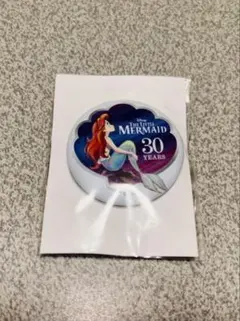 Disney
THE LITTLE
MERMAID
30
YEARS